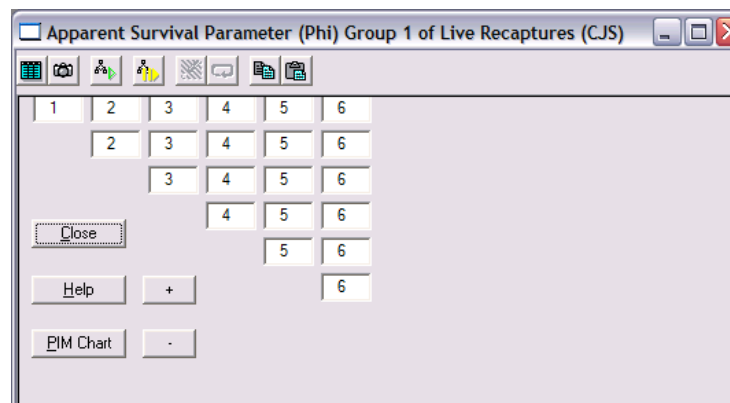 Apparent Survival Parameter (Phi) Group 1 of Live Recaptures (CJS)
1 2 3 4 5 6
2 3 4 5 6
3 4 5 6
4 5 6
Close
5 6
Help + 6
PIM Chart -